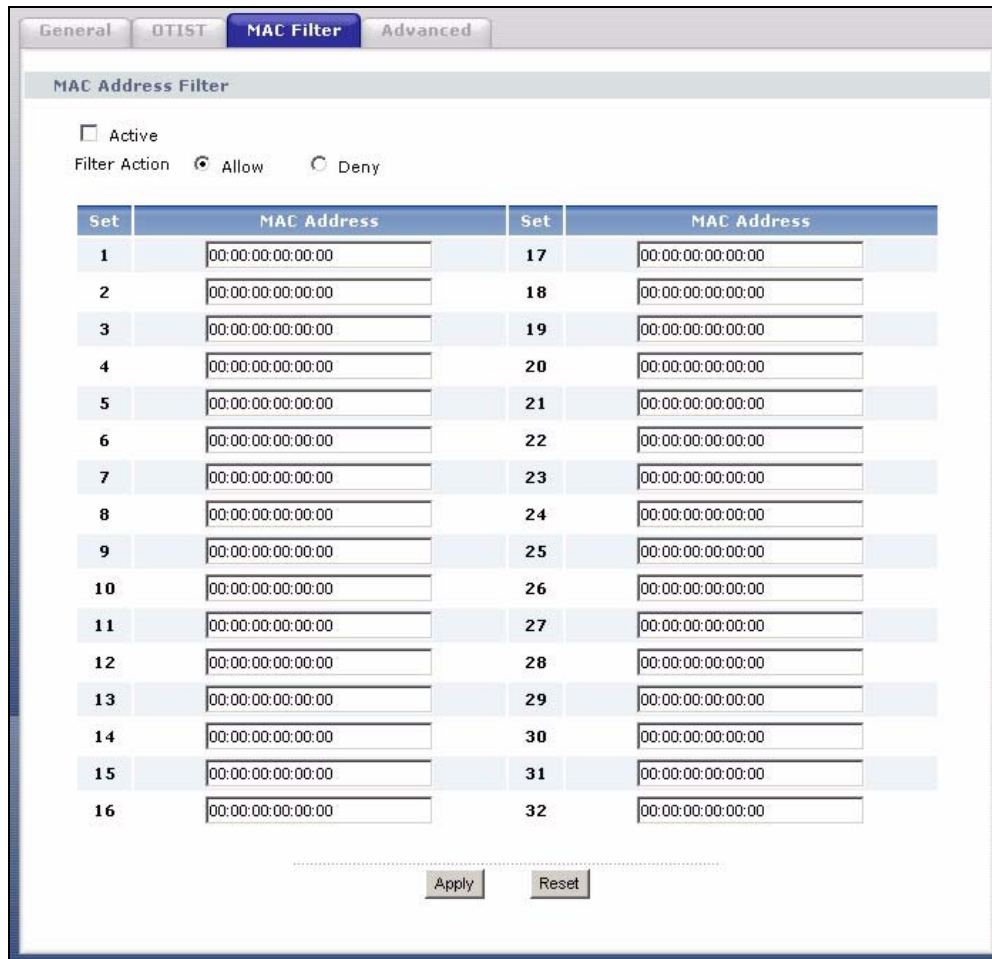 General OTIST MAC Filter Advanced
MAC Address Filter
Active
Filter Action Allow Deny
Set MAC Address Set MAC Address
1 00:00:00:00:00:00 17 00:00:00:00:00:00
2 00:00:00:00:00:00 18 00:00:00:00:00:00
3 00:00:00:00:00:00 19 00:00:00:00:00:00
4 00:00:00:00:00:00 20 00:00:00:00:00:00
5 00:00:00:00:00:00 21 00:00:00:00:00:00
6 00:00:00:00:00:00 22 00:00:00:00:00:00
7 00:00:00:00:00:00 23 00:00:00:00:00:00
8 00:00:00:00:00:00 24 00:00:00:00:00:00
9 00:00:00:00:00:00 25 00:00:00:00:00:00
10 00:00:00:00:00:00 26 00:00:00:00:00:00
11 00:00:00:00:00:00 27 00:00:00:00:00:00
12 00:00:00:00:00:00 28 00:00:00:00:00:00
13 00:00:00:00:00:00 29 00:00:00:00:00:00
14 00:00:00:00:00:00 30 00:00:00:00:00:00
15 00:00:00:00:00:00 31 00:00:00:00:00:00
16 00:00:00:00:00:00 32 00:00:00:00:00:00
Apply Reset